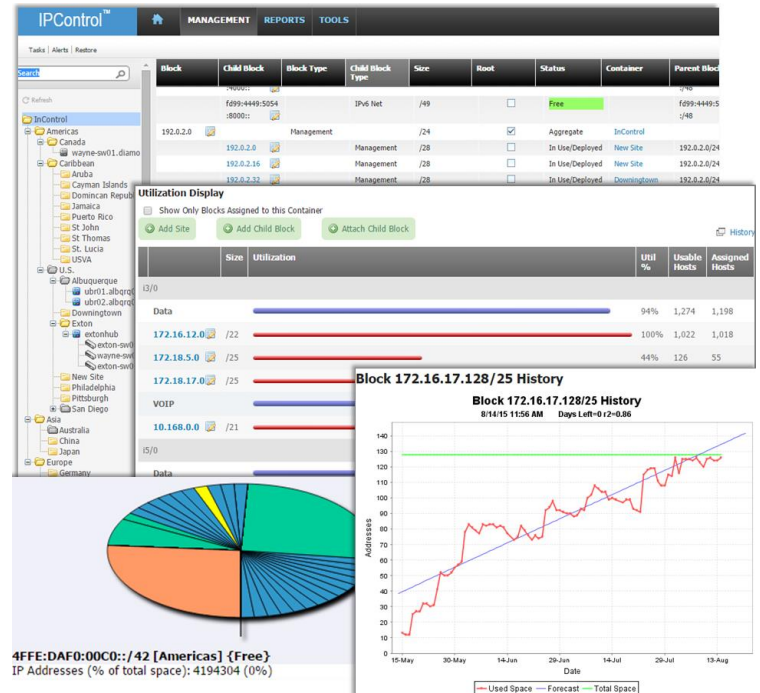 IPControl™
MANAGEMENT REPORTS TOOLS
Tasks | Alerts | Restore
Search
Refresh
InControl
Americas
Canada
wayne-sw01.diamo
Caribbean
Aruba
Cayman Islands
Domincan Repub
Jamaica
Puerto Rico
St John
St Thomas
St. Lucia
USVA
U.S.
Albuquerque
ubr01.albqrq
ubr02.albqrq
Downingtown
Exton
extonhub
exton-sw0
wayne-sw
exton-sw0
New Site
Philadelphia
Pittsburgh
San Diego
Asia
Australia
China
Japan
Europe
Germany
Block Child Block Block Type Child Block Type Size Root Status Container Parent Bloc
:4000:: :/48
fd99:4449:5054 :8000:: IPv6 Net /49 Free fd99:4449:5 :/48
192.0.2.0 Management /24 Aggregate InControl
192.0.2.0 Management /28 In Use/Deployed New Site 192.0.2.0/24
192.0.2.16 Management /28 In Use/Deployed New Site 192.0.2.0/24
192.0.2.32 Management /28 In Use/Deployed Downingtown 192.0.2.0/24
Utilization Display
Show Only Blocks Assigned to this Container
Add Site Add Child Block Attach Child Block
History
Size Utilization Util % Usable Hosts Assigned Hosts
i3/0
Data 94% 1,274 1,198
172.16.12.0 /22 100% 1,022 1,018
172.18.5.0 /25 44% 126 55
172.18.17.0 /25
VOIP
10.168.0.0 /21
i5/0
Data
Block 172.16.17.128/25 History
Block 172.16.17.128/25 History
8/14/15 11:56 AM Days Left=0 r2=0.86
Addresses
140
130
120
110
100
90
80
70
60
50
40
30
20
10
0
15-May 30-May 14-Jun 29-Jun 14-Jul 29-Jul 13-Aug
Date
Used Space Forecast Total Space
4FFE:DAF0:00C0::/42 [Americas] {Free}
IP Addresses (% of total space): 4194304 (0%)